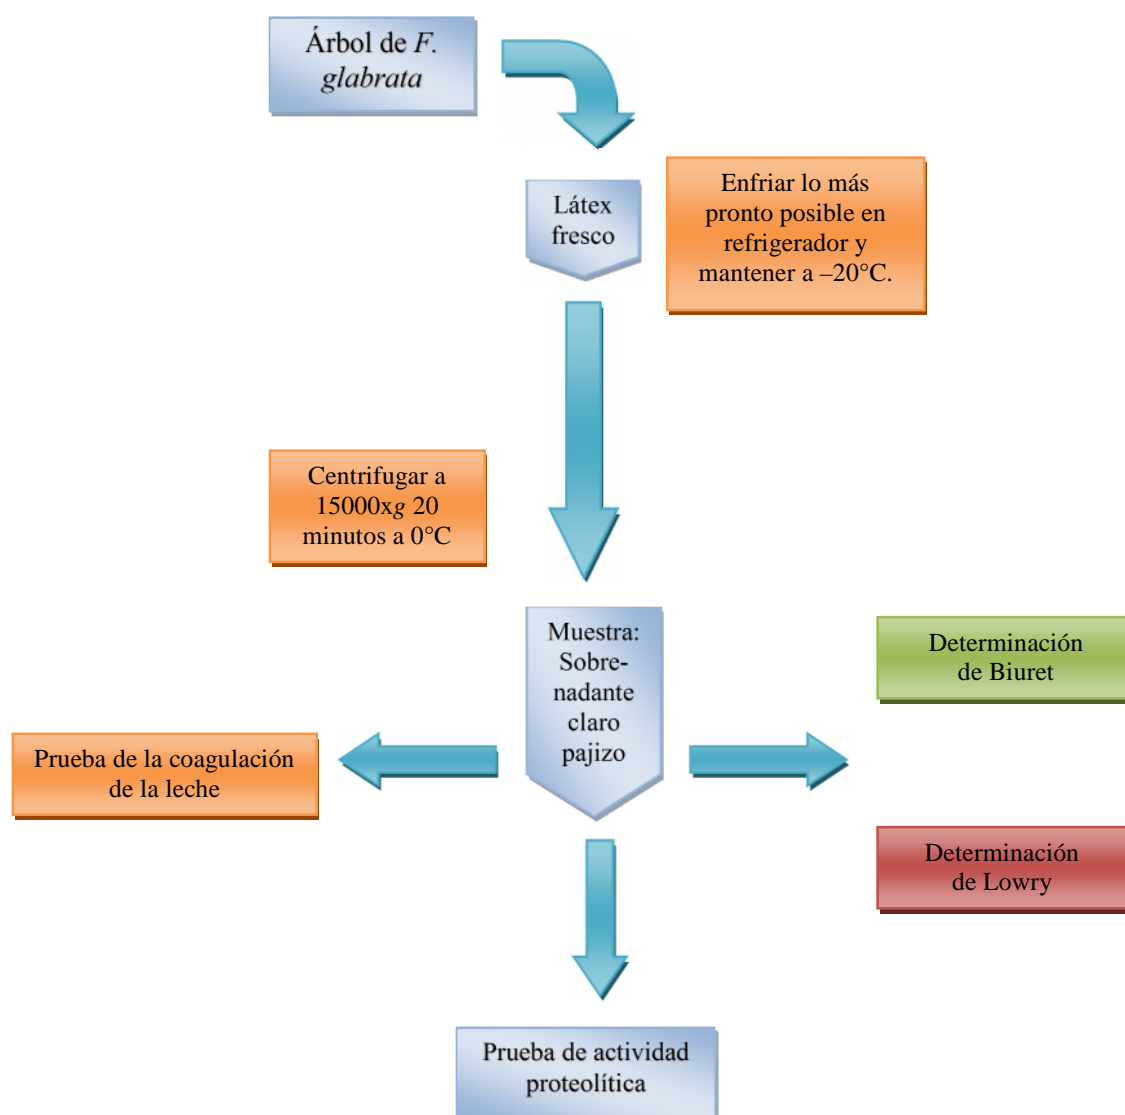 Árbol de F.
glabrata
Látex
fresco
Enfriar lo más
pronto posible en
refrigerador y
mantener a –20°C.
Centrifugar a
15000xg 20
minutos a 0°C
Muestra:
Sobre-
nadante
claro
pajizo
Determinación
de Biuret
Prueba de la coagulación
de la leche
Determinación
de Lowry
Prueba de actividad
proteolítica